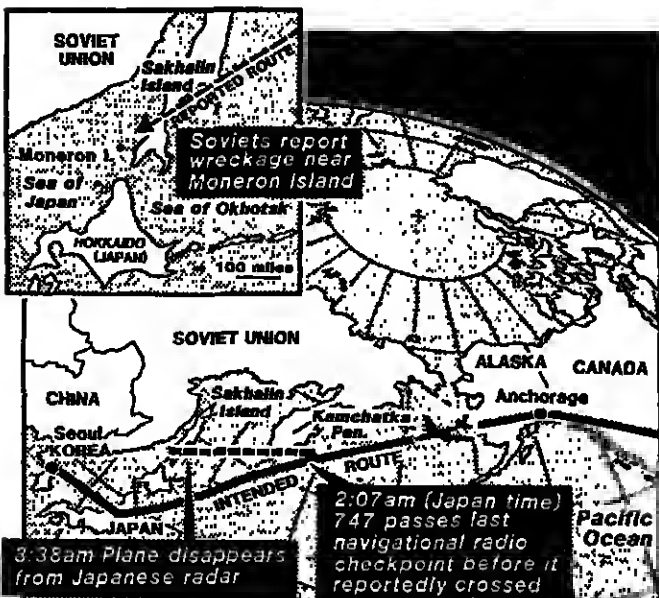 SOVIET
UNION
Sakhalin
Island
REPORTED ROUTE
Soviets report
wreckage near
Moneron Island
Moneron I.
Sea of
Japan
Sea of Okhotsk
HOKKAIDO
(JAPAN)
100 miles
SOVIET UNION
ALASKA
CANADA
CHINA
Sakhalin
Island
Anchorage
Kamchatka
Pen.
Seoul
KOREA
INTENDED ROUTE
JAPAN
Pacific
Ocean
3:38am Plane disappears
from Japanese radar
2:07am (Japan time)
747 passes last
navigational radio
checkpoint before it
reportedly crossed